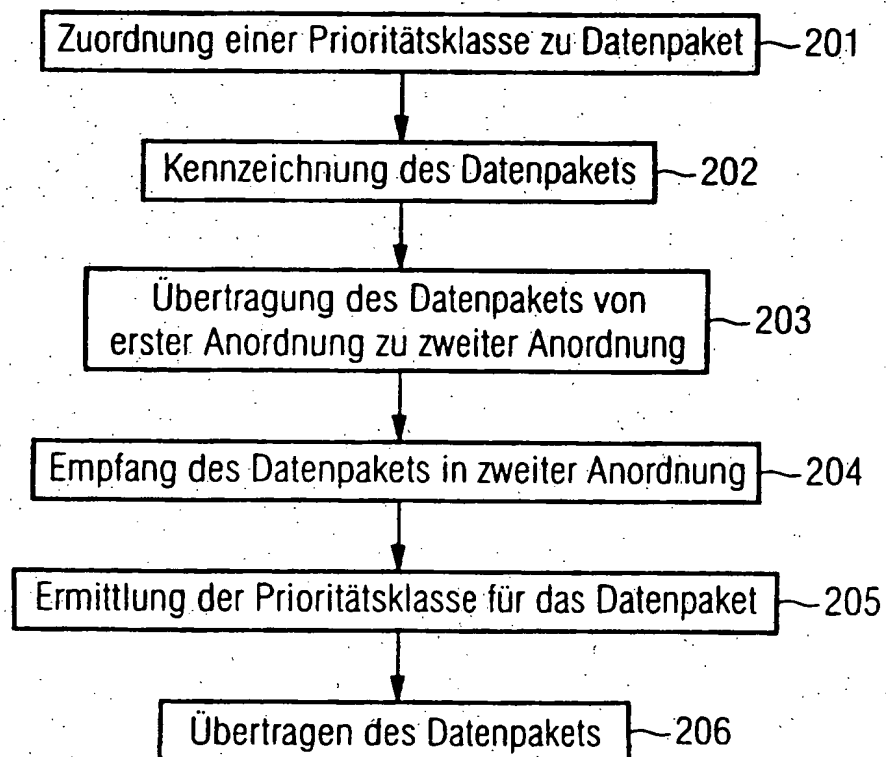 Zuordnung einer Prioritätsklasse zu Datenpaket 201
Kennzeichnung des Datenpakets 202
Übertragung des Datenpakets von
erster Anordnung zu zweiter Anordnung 203
Empfang des Datenpakets in zweiter Anordnung 204
Ermittlung der Prioritätsklasse für das Datenpaket 205
Übertragen des Datenpakets 206